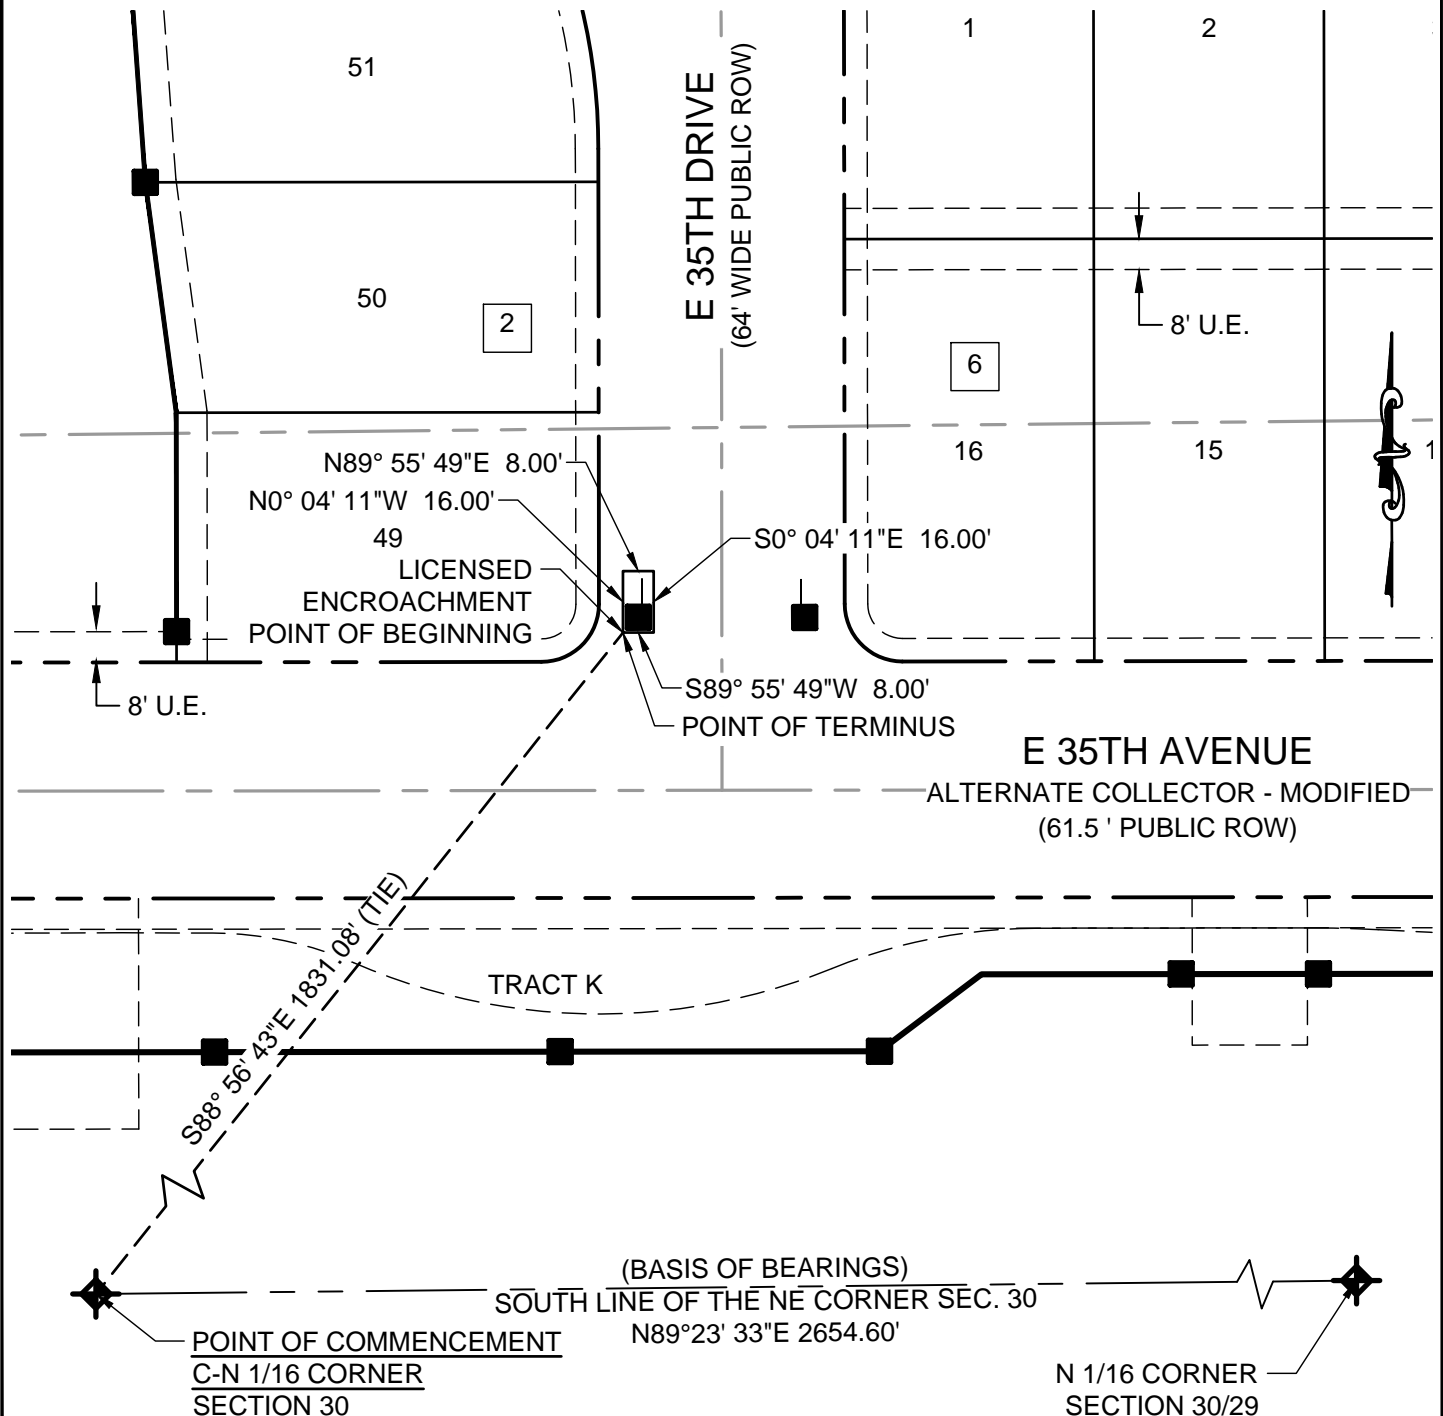 51
1
2
E 35TH DRIVE
(64' WIDE PUBLIC ROW)
50
2
8' U.E.
6
16
15
1
N89° 55' 49"E 8.00'
N0° 04' 11"W 16.00'
49
S0° 04' 11"E 16.00'
LICENSED
ENCROACHMENT
POINT OF BEGINNING
8' U.E.
S89° 55' 49"W 8.00'
POINT OF TERMINUS
E 35TH AVENUE
ALTERNATE COLLECTOR - MODIFIED
(61.5 ' PUBLIC ROW)
S88° 56' 43"E 1831.08' (TIE)
TRACT K
(BASIS OF BEARINGS)
SOUTH LINE OF THE NE CORNER SEC. 30
N89°23' 33"E 2654.60'
POINT OF COMMENCEMENT
C-N 1/16 CORNER
SECTION 30
N 1/16 CORNER
SECTION 30/29